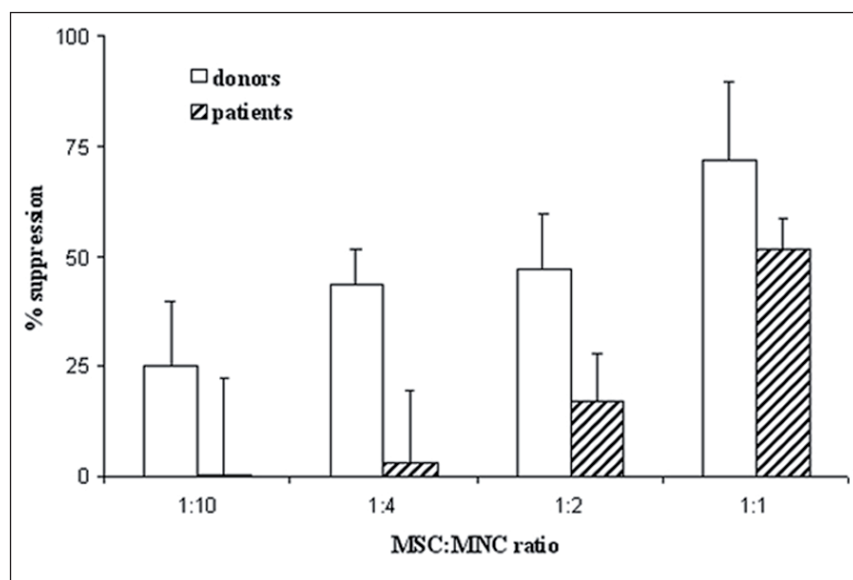 100
donors
patients
75
50
25
0
% suppression
1:10 1:4 1:2 1:1
MSC:MNC ratio